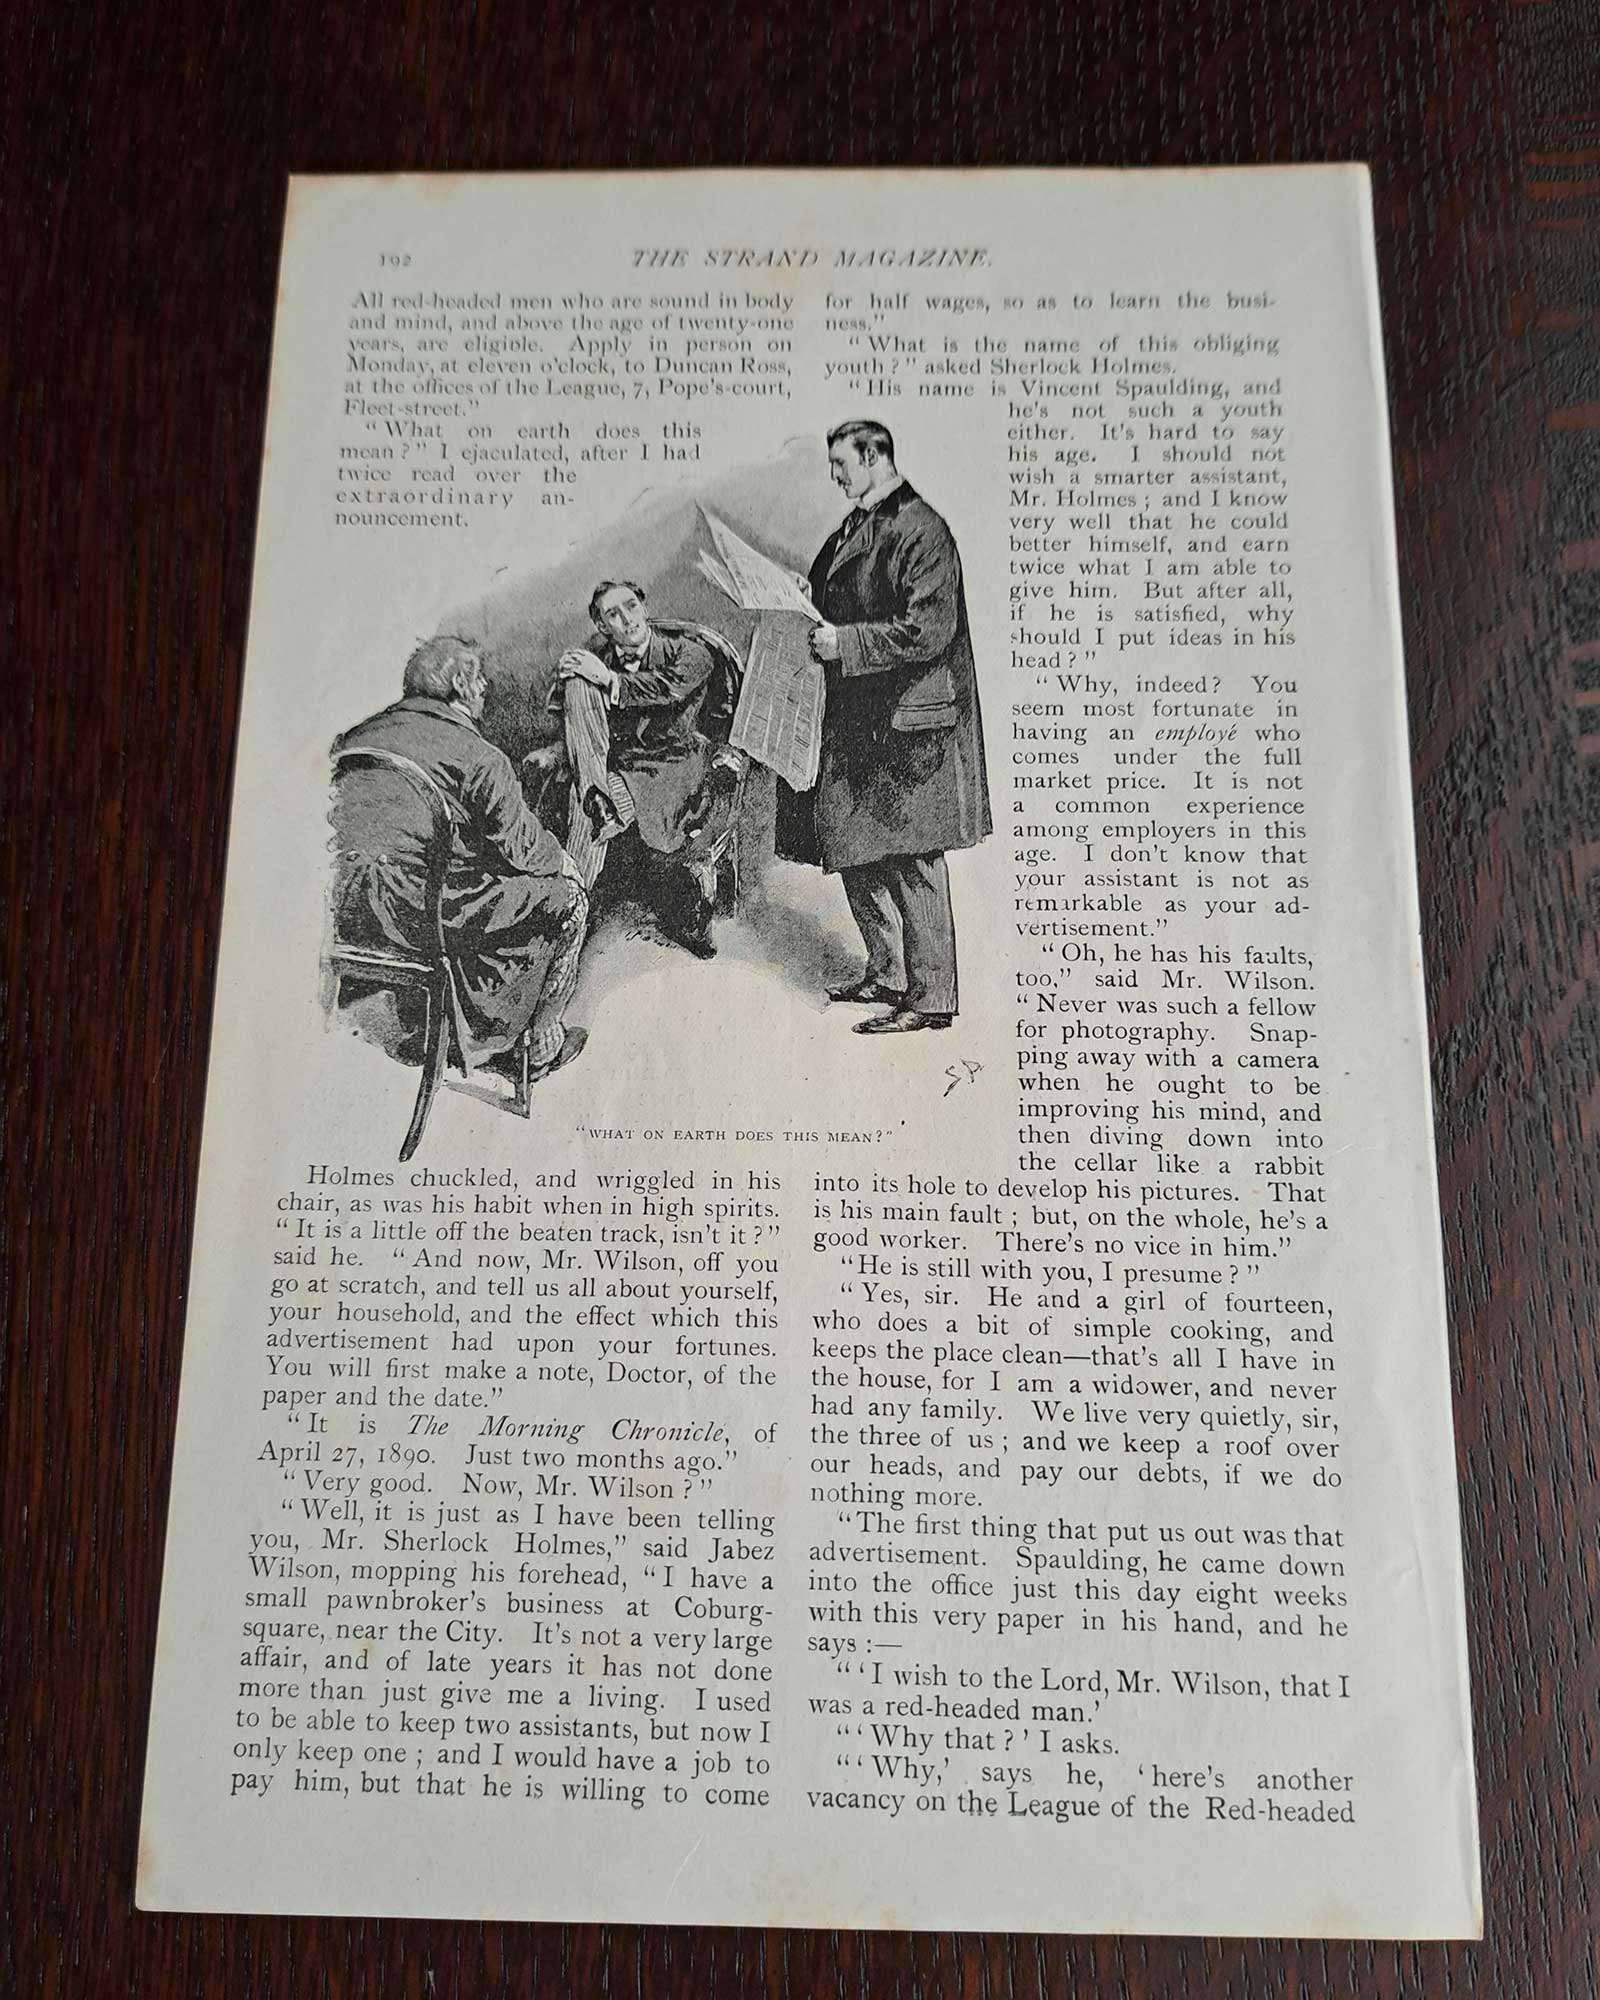 192
THE STRAND MAGAZINE.
All red-headed men who are sound in body
and mind, and above the age of twenty-one
years, are eligible. Apply in person on
Monday, at eleven o'clock, to Duncan Ross,
at the offices of the League, 7, Pope's-court,
Fleet-street."
"What on earth does this
mean?" I ejaculated, after I had
twice read over the
extraordinary an-
nouncement.
"WHAT ON EARTH DOES THIS MEAN?"
Holmes chuckled, and wriggled in his
chair, as was his habit when in high spirits.
"It is a little off the beaten track, isn't it?"
said he. "And now, Mr. Wilson, off you
go at scratch, and tell us all about yourself,
your household, and the effect which this
advertisement had upon your fortunes.
You will first make a note, Doctor, of the
paper and the date."
"It is The Morning Chronicle, of
April 27, 1890. Just two months ago."
"Very good. Now, Mr. Wilson?"
"Well, it is just as I have been telling
you, Mr. Sherlock Holmes," said Jabez
Wilson, mopping his forehead, "I have a
small pawnbroker's business at Coburg-
square, near the City. It's not a very large
affair, and of late years it has not done
more than just give me a living. I used
to be able to keep two assistants, but now I
only keep one; and I would have a job to
pay him, but that he is willing to come
for half wages, so as to learn the busi-
ness."
"What is the name of this obliging
youth?" asked Sherlock Holmes.
"His name is Vincent Spaulding, and
he's not such a youth
either. It's hard to say
his age. I should not
wish a smarter assistant,
Mr. Holmes; and I know
very well that he could
better himself, and earn
twice what I am able to
give him. But after all,
if he is satisfied, why
should I put ideas in his
head?"
"Why, indeed? You
seem most fortunate in
having an employé who
comes under the full
market price. It is not
a common experience
among employers in this
age. I don't know that
your assistant is not as
remarkable as your ad-
vertisement."
"Oh, he has his faults,
too," said Mr. Wilson.
"Never was such a fellow
for photography. Snap-
ping away with a camera
when he ought to be
improving his mind, and
then diving down into
the cellar like a rabbit
into its hole to develop his pictures. That
is his main fault; but, on the whole, he's a
good worker. There's no vice in him."
"He is still with you, I presume?"
"Yes, sir. He and a girl of fourteen,
who does a bit of simple cooking, and
keeps the place clean—that's all I have in
the house, for I am a widower, and never
had any family. We live very quietly, sir,
the three of us; and we keep a roof over
our heads, and pay our debts, if we do
nothing more.
"The first thing that put us out was that
advertisement. Spaulding, he came down
into the office just this day eight weeks
with this very paper in his hand, and he
says:—
"'I wish to the Lord, Mr. Wilson, that I
was a red-headed man.'
"'Why that?' I asks.
"'Why,' says he, 'here's another
vacancy on the League of the Red-headed
SP